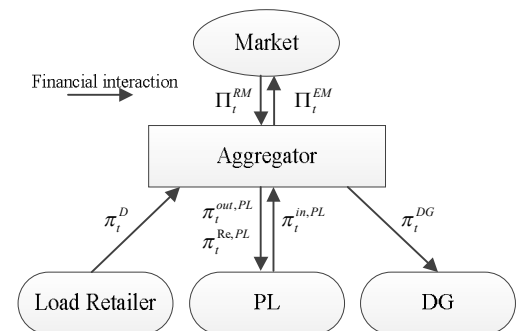 Market
Financial interaction
Π_t^{RM} Π_t^{EM}
Aggregator
π_t^D π_t^{out,PL} π_t^{in,PL} π_t^{DG}
π_t^{Re,PL}
Load Retailer PL DG